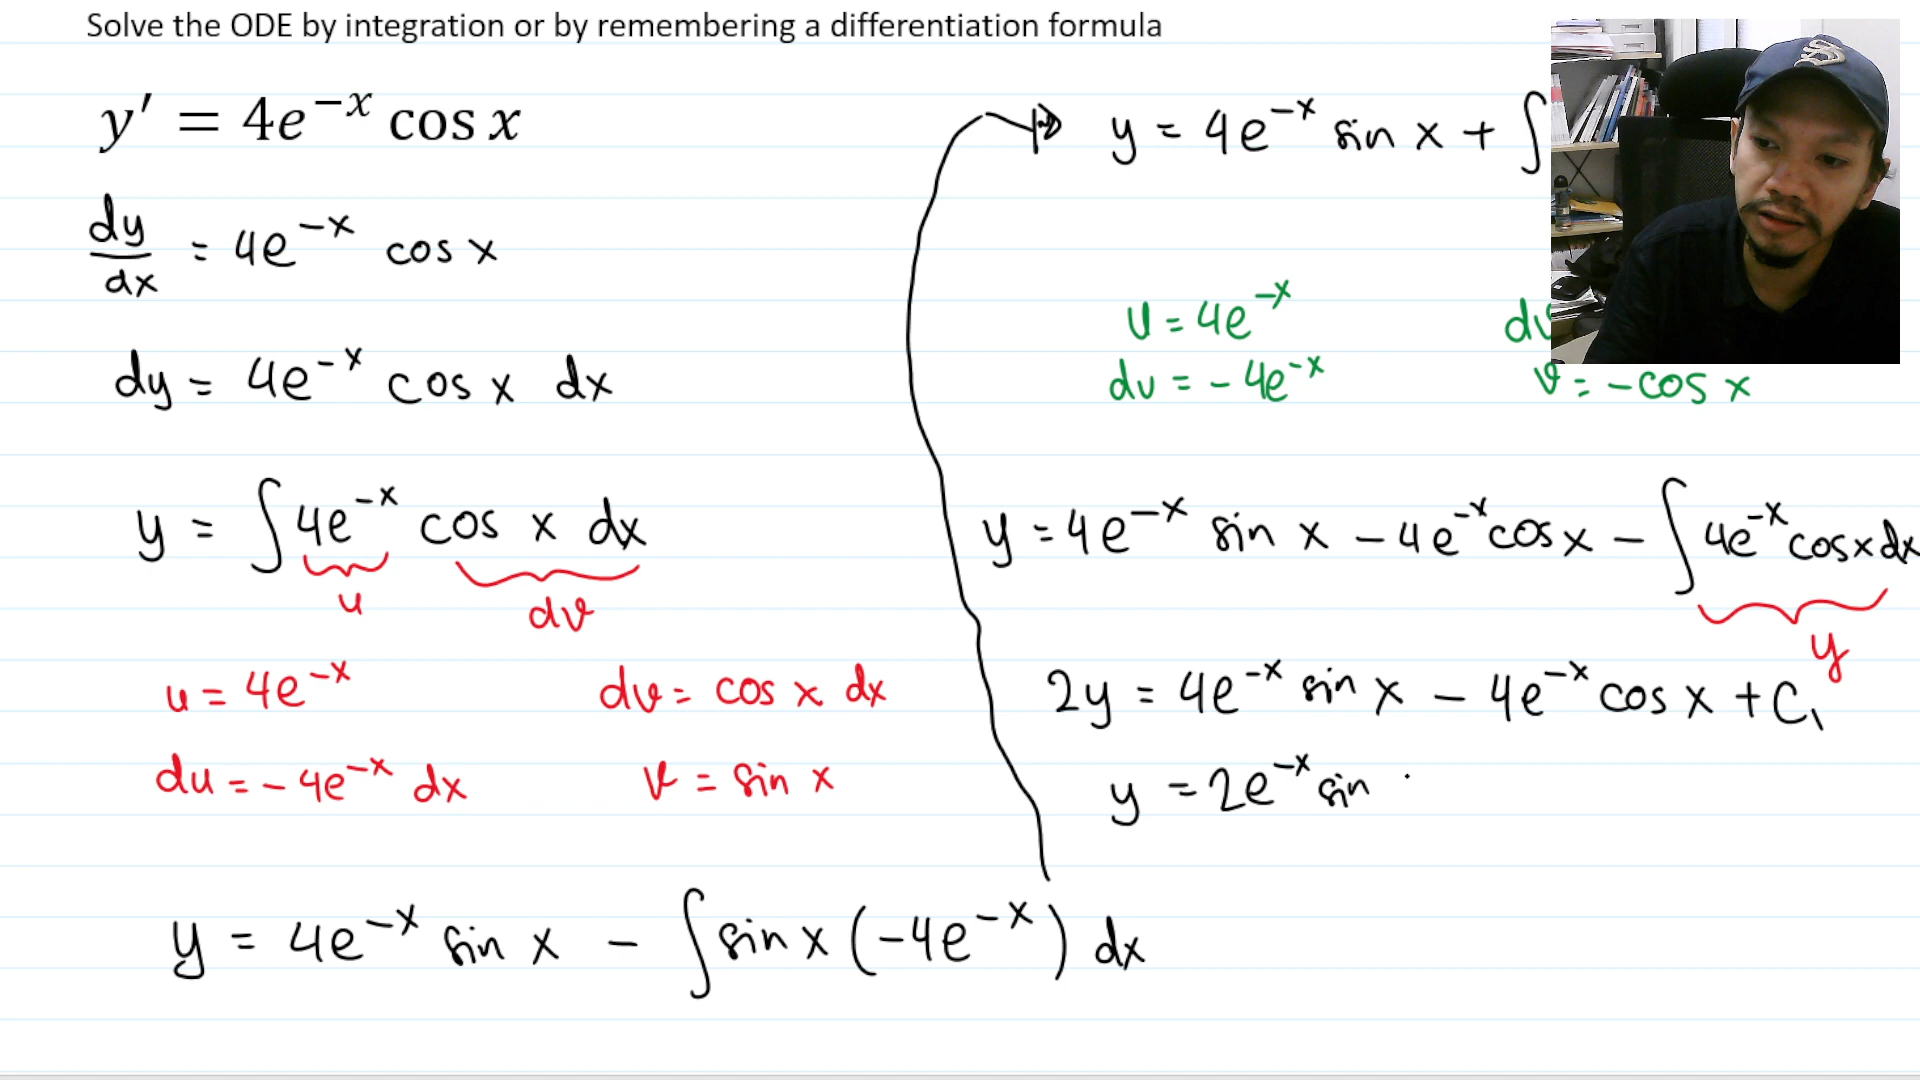 Solve the ODE by integration or by remembering a differentiation formula
y′ = 4e^{−x} cos x
dy/dx = 4e^{−x} cos x
dy = 4e^{−x} cos x dx
y = ∫ 4e^{−x} cos x dx
u dv
u = 4e^{−x} dv = cos x dx
du = −4e^{−x} dx v = sin x
y = 4e^{−x} sin x − ∫ sin x (−4e^{−x}) dx
y = 4e^{−x} sin x + ∫
u = 4e^{−x}
du = −4e^{−x} v = −cos x
y = 4e^{−x} sin x − 4e^{−x} cos x − ∫ 4e^{−x} cos x dx
y
2y = 4e^{−x} sin x − 4e^{−x} cos x + C₁
y = 2e^{−x} sin